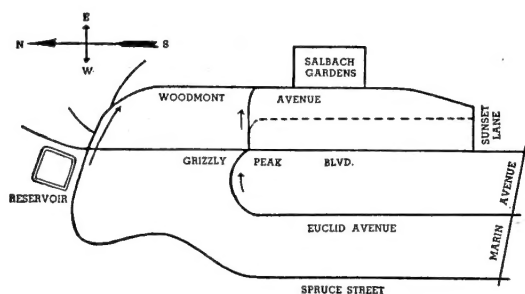 E
N S
W
SALBACH
GARDENS
WOODMONT AVENUE
SUNSET LANE
GRIZZLY PEAK BLVD.
RESERVOIR
EUCLID AVENUE
MARIN AVENUE
SPRUCE STREET